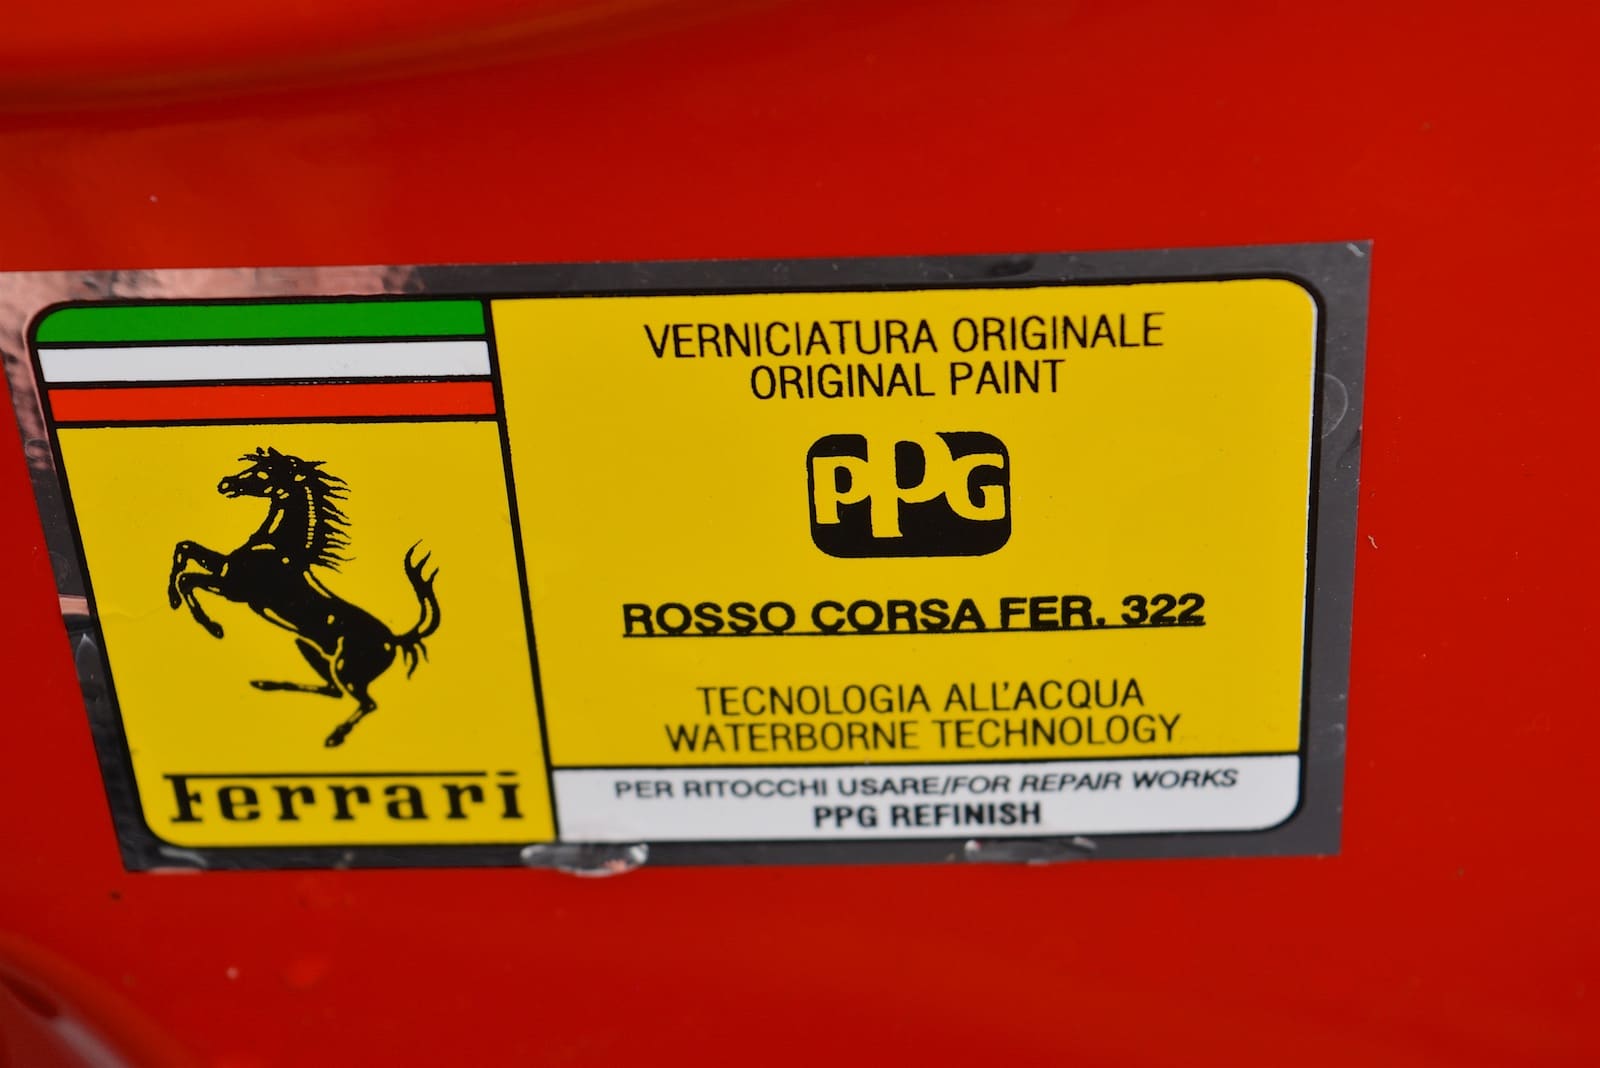 Ferrari
VERNICIATURA ORIGINALE
ORIGINAL PAINT
PPG
ROSSO CORSA FER. 322
TECNOLOGIA ALL'ACQUA
WATERBORNE TECHNOLOGY
PER RITOCCHI USARE/FOR REPAIR WORKS
PPG REFINISH